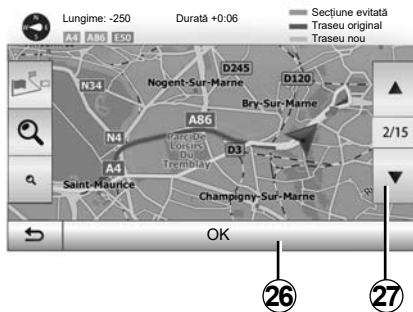 Lungime: -250 Durată +0:06
Secțiune evitată
Traseu original
Traseu nou
A4 A86 E50
D245
D120
N34
Nogent-Sur-Marne
Bry-Sur-Marne
A86
2/15
N4
Parc De
Loisirs
Du
Tremblay
D3
A4
Saint-Maurice
Champigny-Sur-Marne
OK
26 27